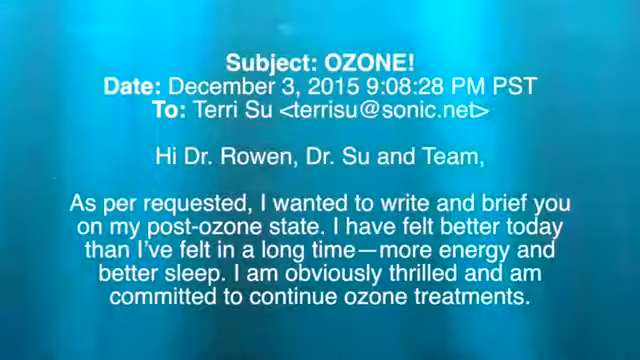 Subject: OZONE!
Date: December 3, 2015 9:08:28 PM PST
To: Terri Su <terrisu@sonic.net>
Hi Dr. Rowen, Dr. Su and Team,
As per requested, I wanted to write and brief you
on my post-ozone state. I have felt better today
than I've felt in a long time—more energy and
better sleep. I am obviously thrilled and am
committed to continue ozone treatments.